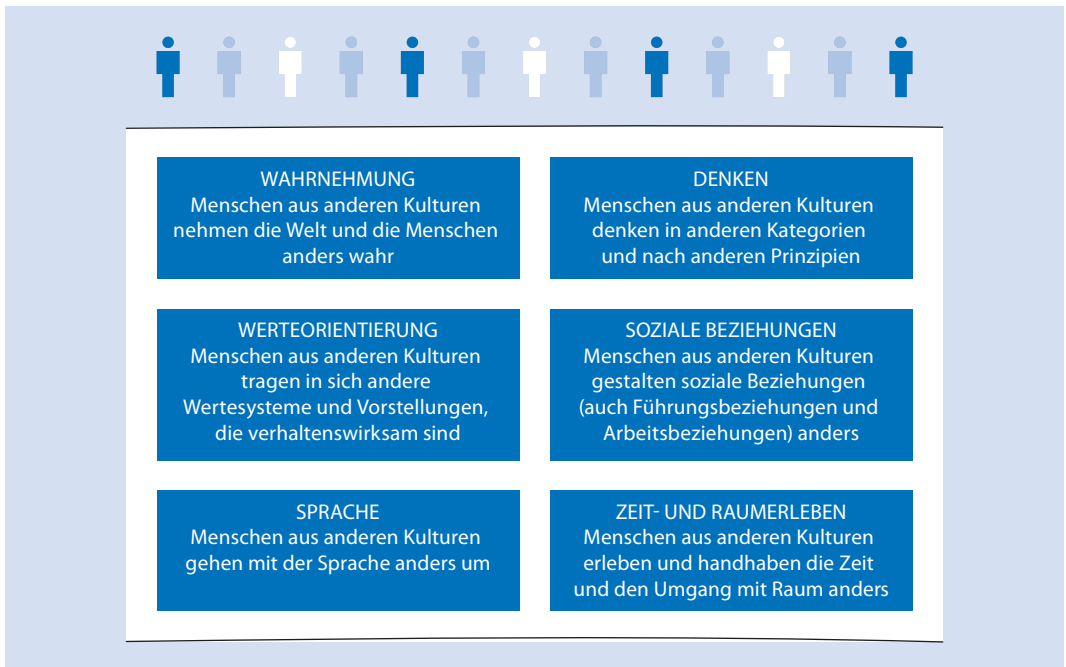 WAHRNEHMUNG
Menschen aus anderen Kulturen
nehmen die Welt und die Menschen
anders wahr
DENKEN
Menschen aus anderen Kulturen
denken in anderen Kategorien
und nach anderen Prinzipien
WERTEORIENTIERUNG
Menschen aus anderen Kulturen
tragen in sich andere
Wertesysteme und Vorstellungen,
die verhaltenswirksam sind
SOZIALE BEZIEHUNGEN
Menschen aus anderen Kulturen
gestalten soziale Beziehungen
(auch Führungsbeziehungen und
Arbeitsbeziehungen) anders
SPRACHE
Menschen aus anderen Kulturen
gehen mit der Sprache anders um
ZEIT- UND RAUMERLEBEN
Menschen aus anderen Kulturen
erleben und handhaben die Zeit
und den Umgang mit Raum anders